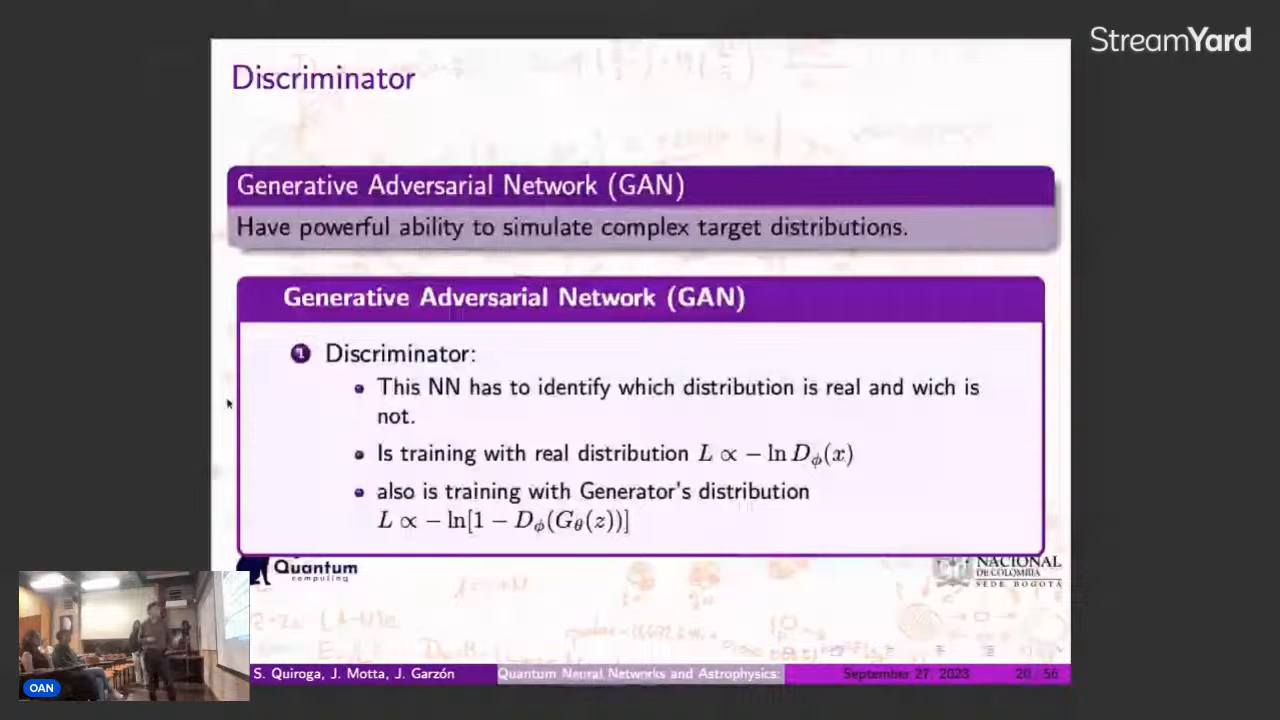 StreamYard
Discriminator
Generative Adversarial Network (GAN)
Have powerful ability to simulate complex target distributions.
Generative Adversarial Network (GAN)
1 Discriminator:
This NN has to identify which distribution is real and wich is
not.
Is training with real distribution L ∝ − ln D_ϕ(x)
also is training with Generator's distribution
L ∝ − ln[1 − D_ϕ(G_θ(z))]
Quantum
computing
NACIONAL
DE COLOMBIA
SEDE BOGOTÁ
S. Quiroga, J. Motta, J. Garzón
Quantum Neural Networks and Astrophysics:
September 27, 2023
20 / 56
OAN